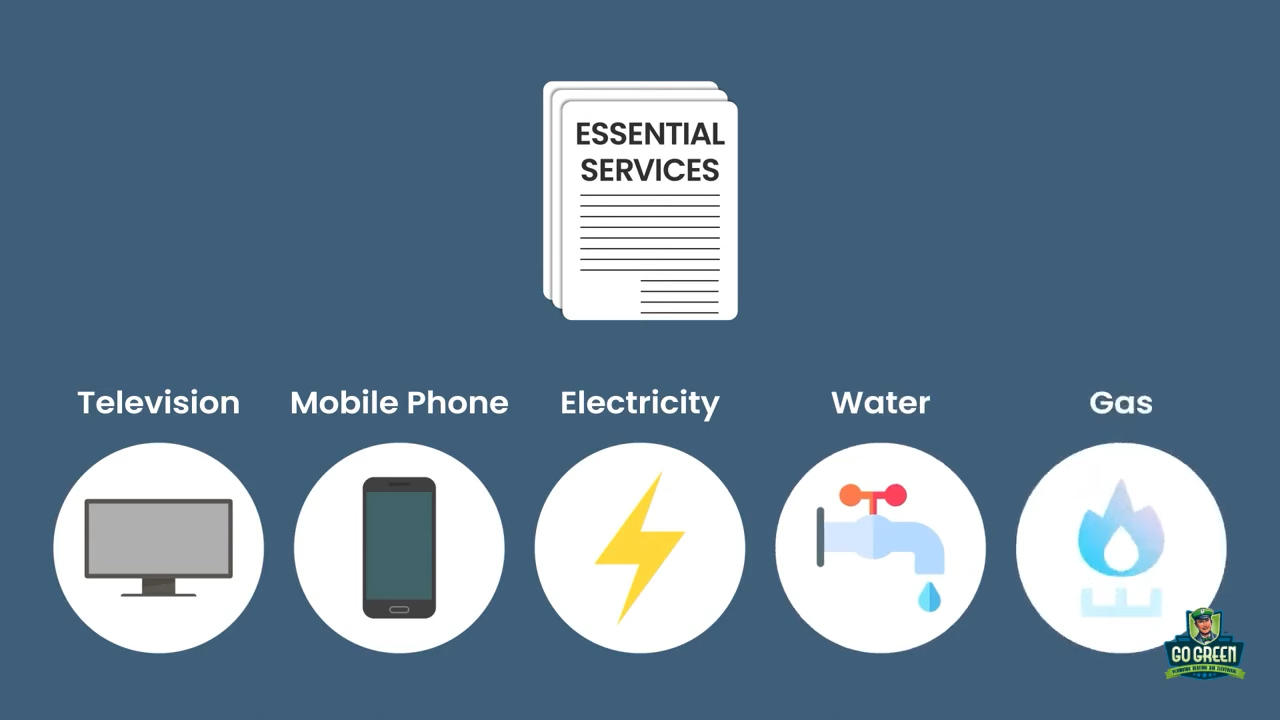 ESSENTIAL
SERVICES
Television
Mobile Phone
Electricity
Water
Gas
GO GREEN